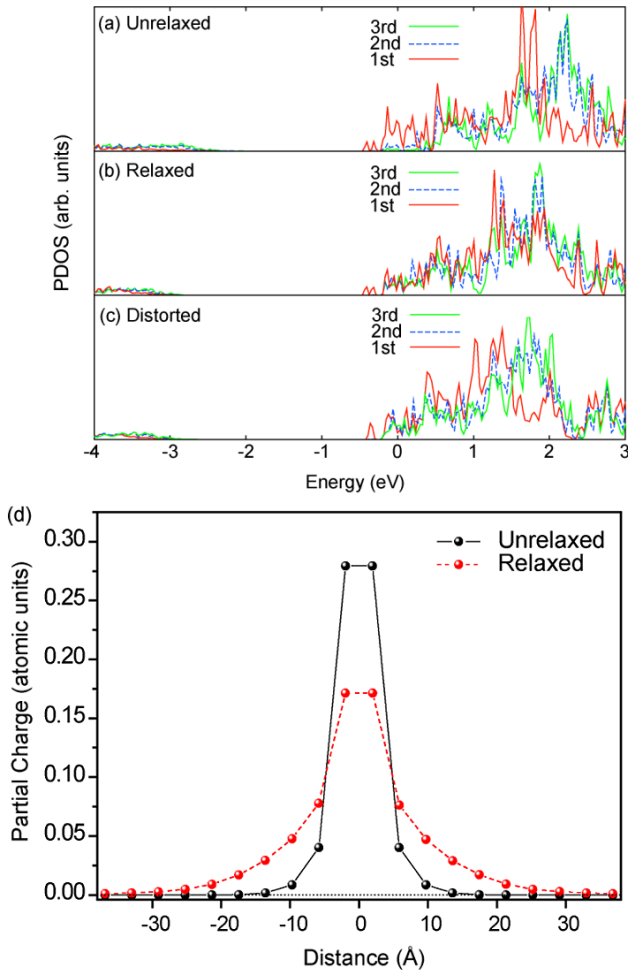 (a) Unrelaxed
3rd
2nd
1st
(b) Relaxed
3rd
2nd
1st
(c) Distorted
3rd
2nd
1st
PDOS (arb. units)
-4 -3 -2 -1 0 1 2 3
Energy (eV)
(d)
Unrelaxed
Relaxed
0.30
0.25
0.20
0.15
0.10
0.05
0.00
Partial Charge (atomic units)
-30 -20 -10 0 10 20 30
Distance (Å)